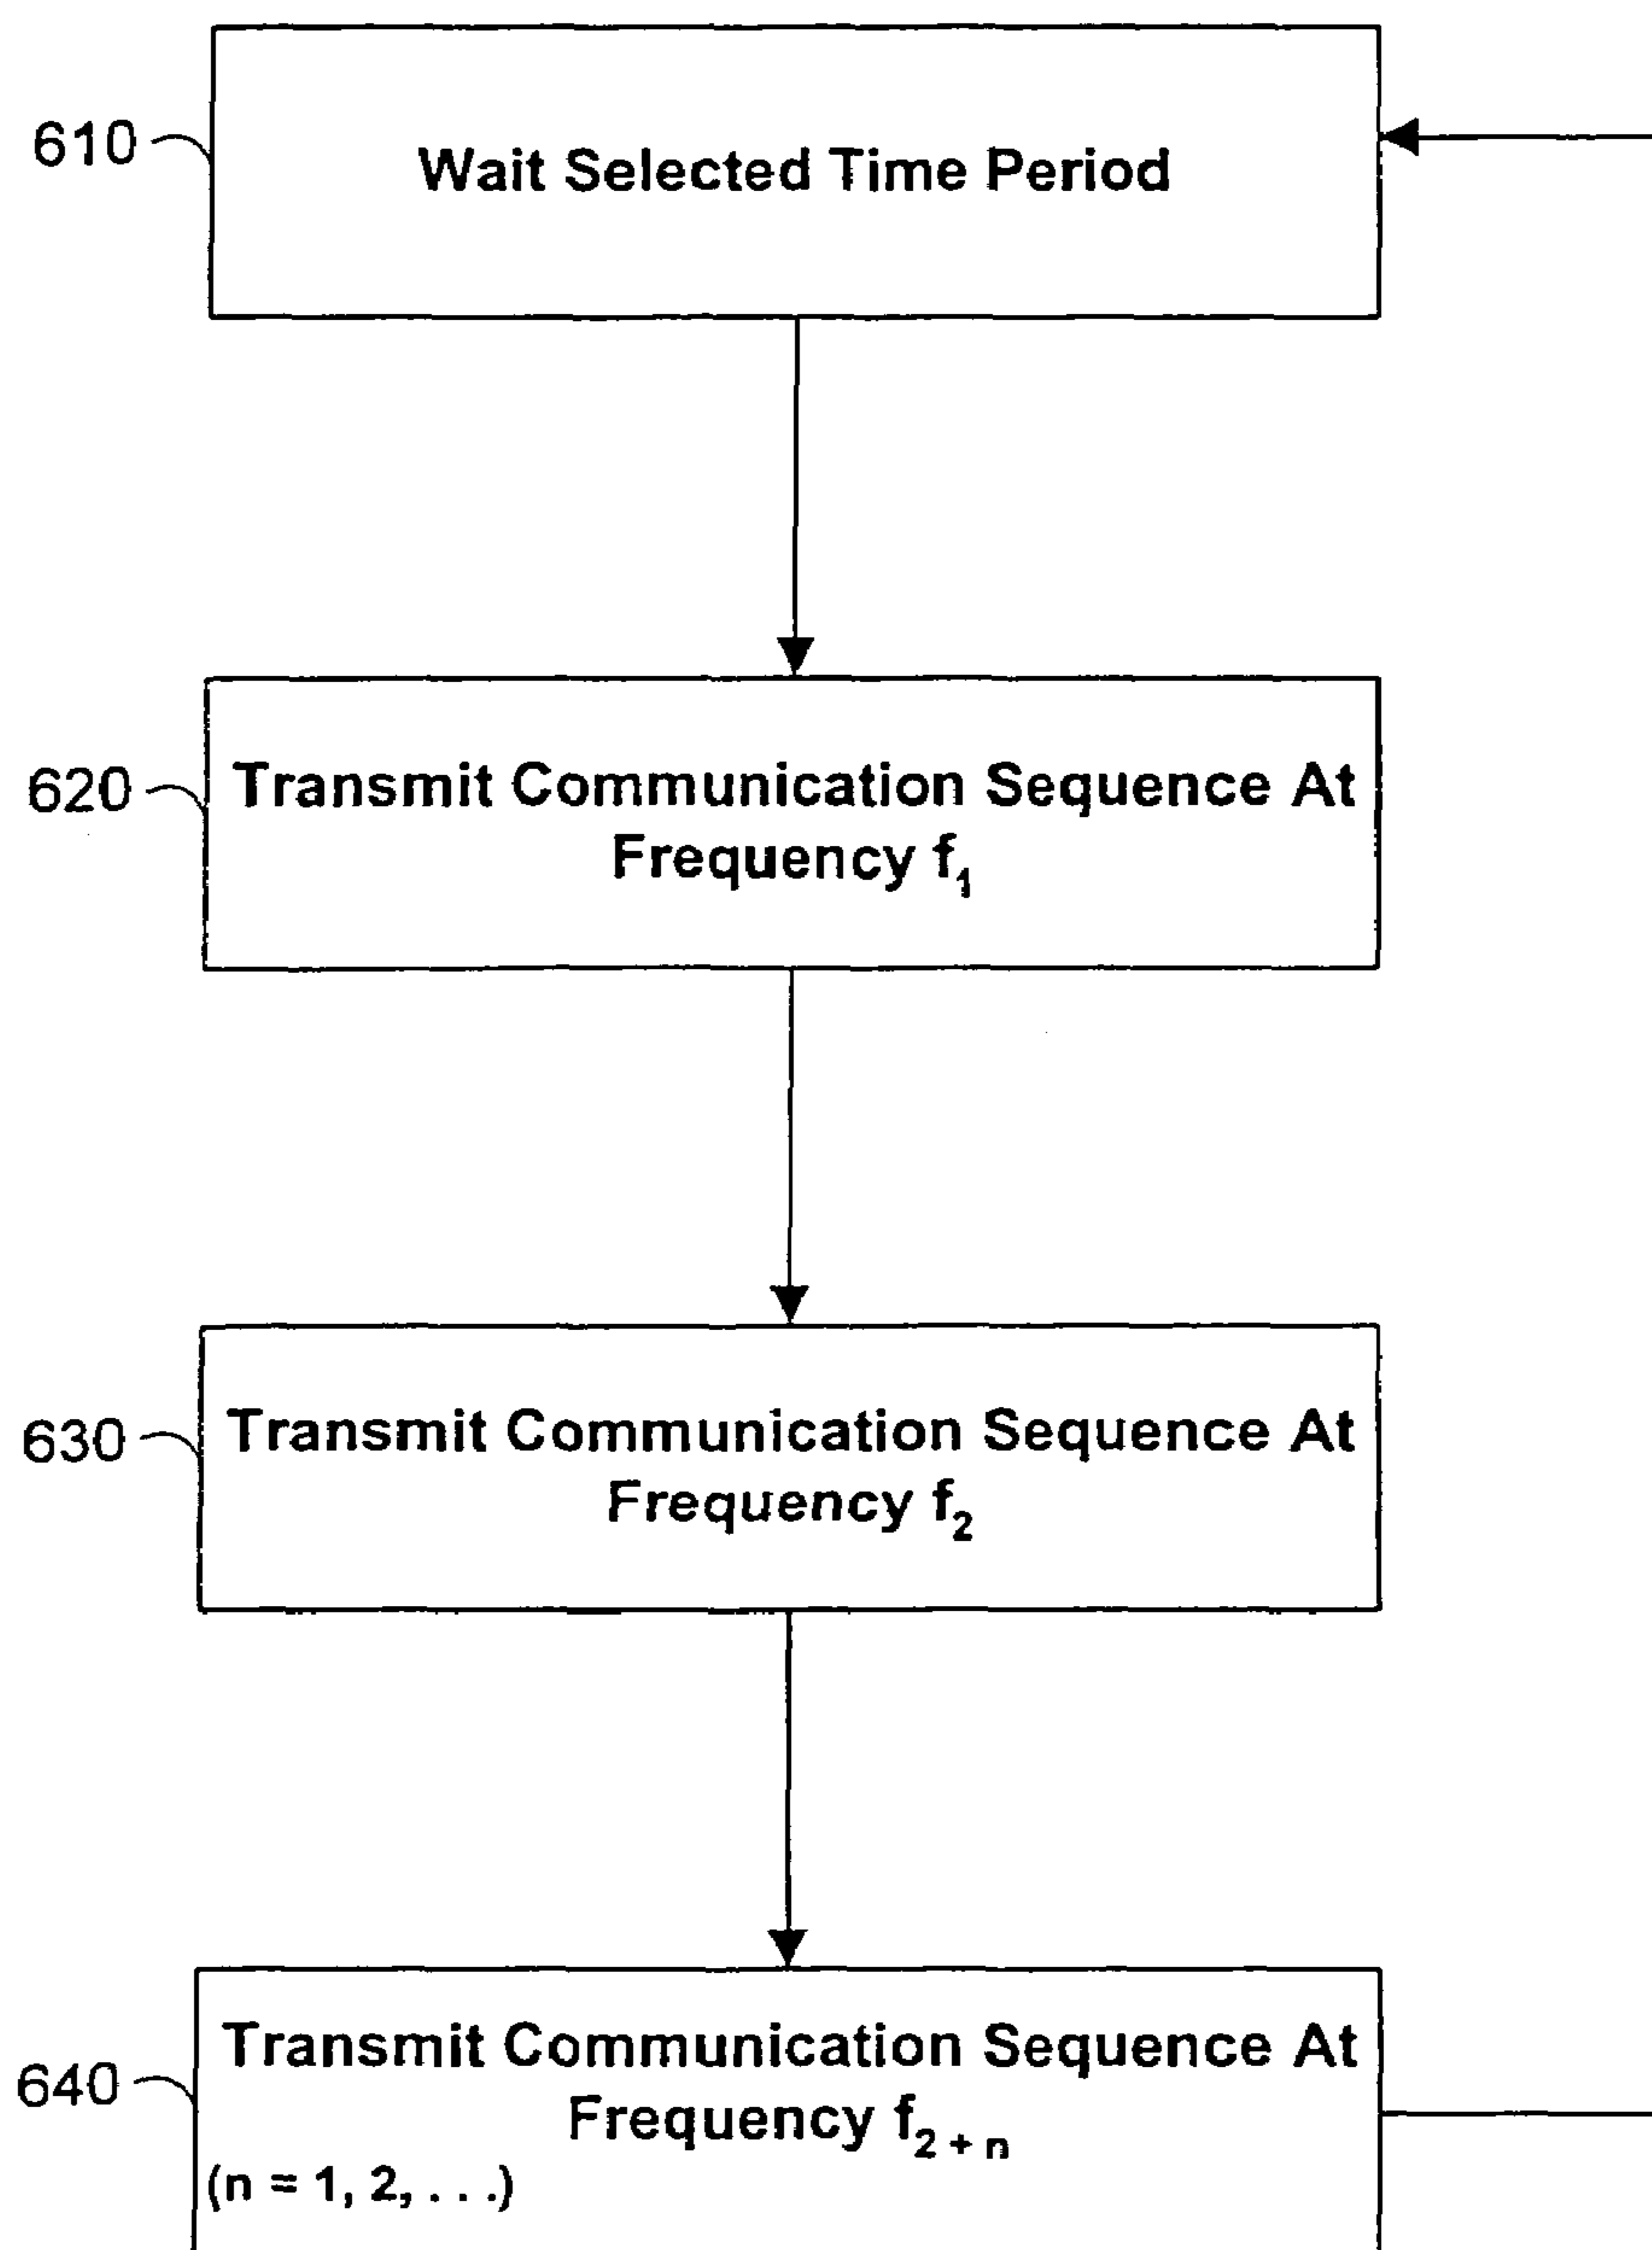 610
Wait Selected Time Period
620
Transmit Communication Sequence At
Frequency f₁
630
Transmit Communication Sequence At
Frequency f₂
640
Transmit Communication Sequence At
Frequency f₂ ₊ ₙ
(n = 1, 2, . . .)